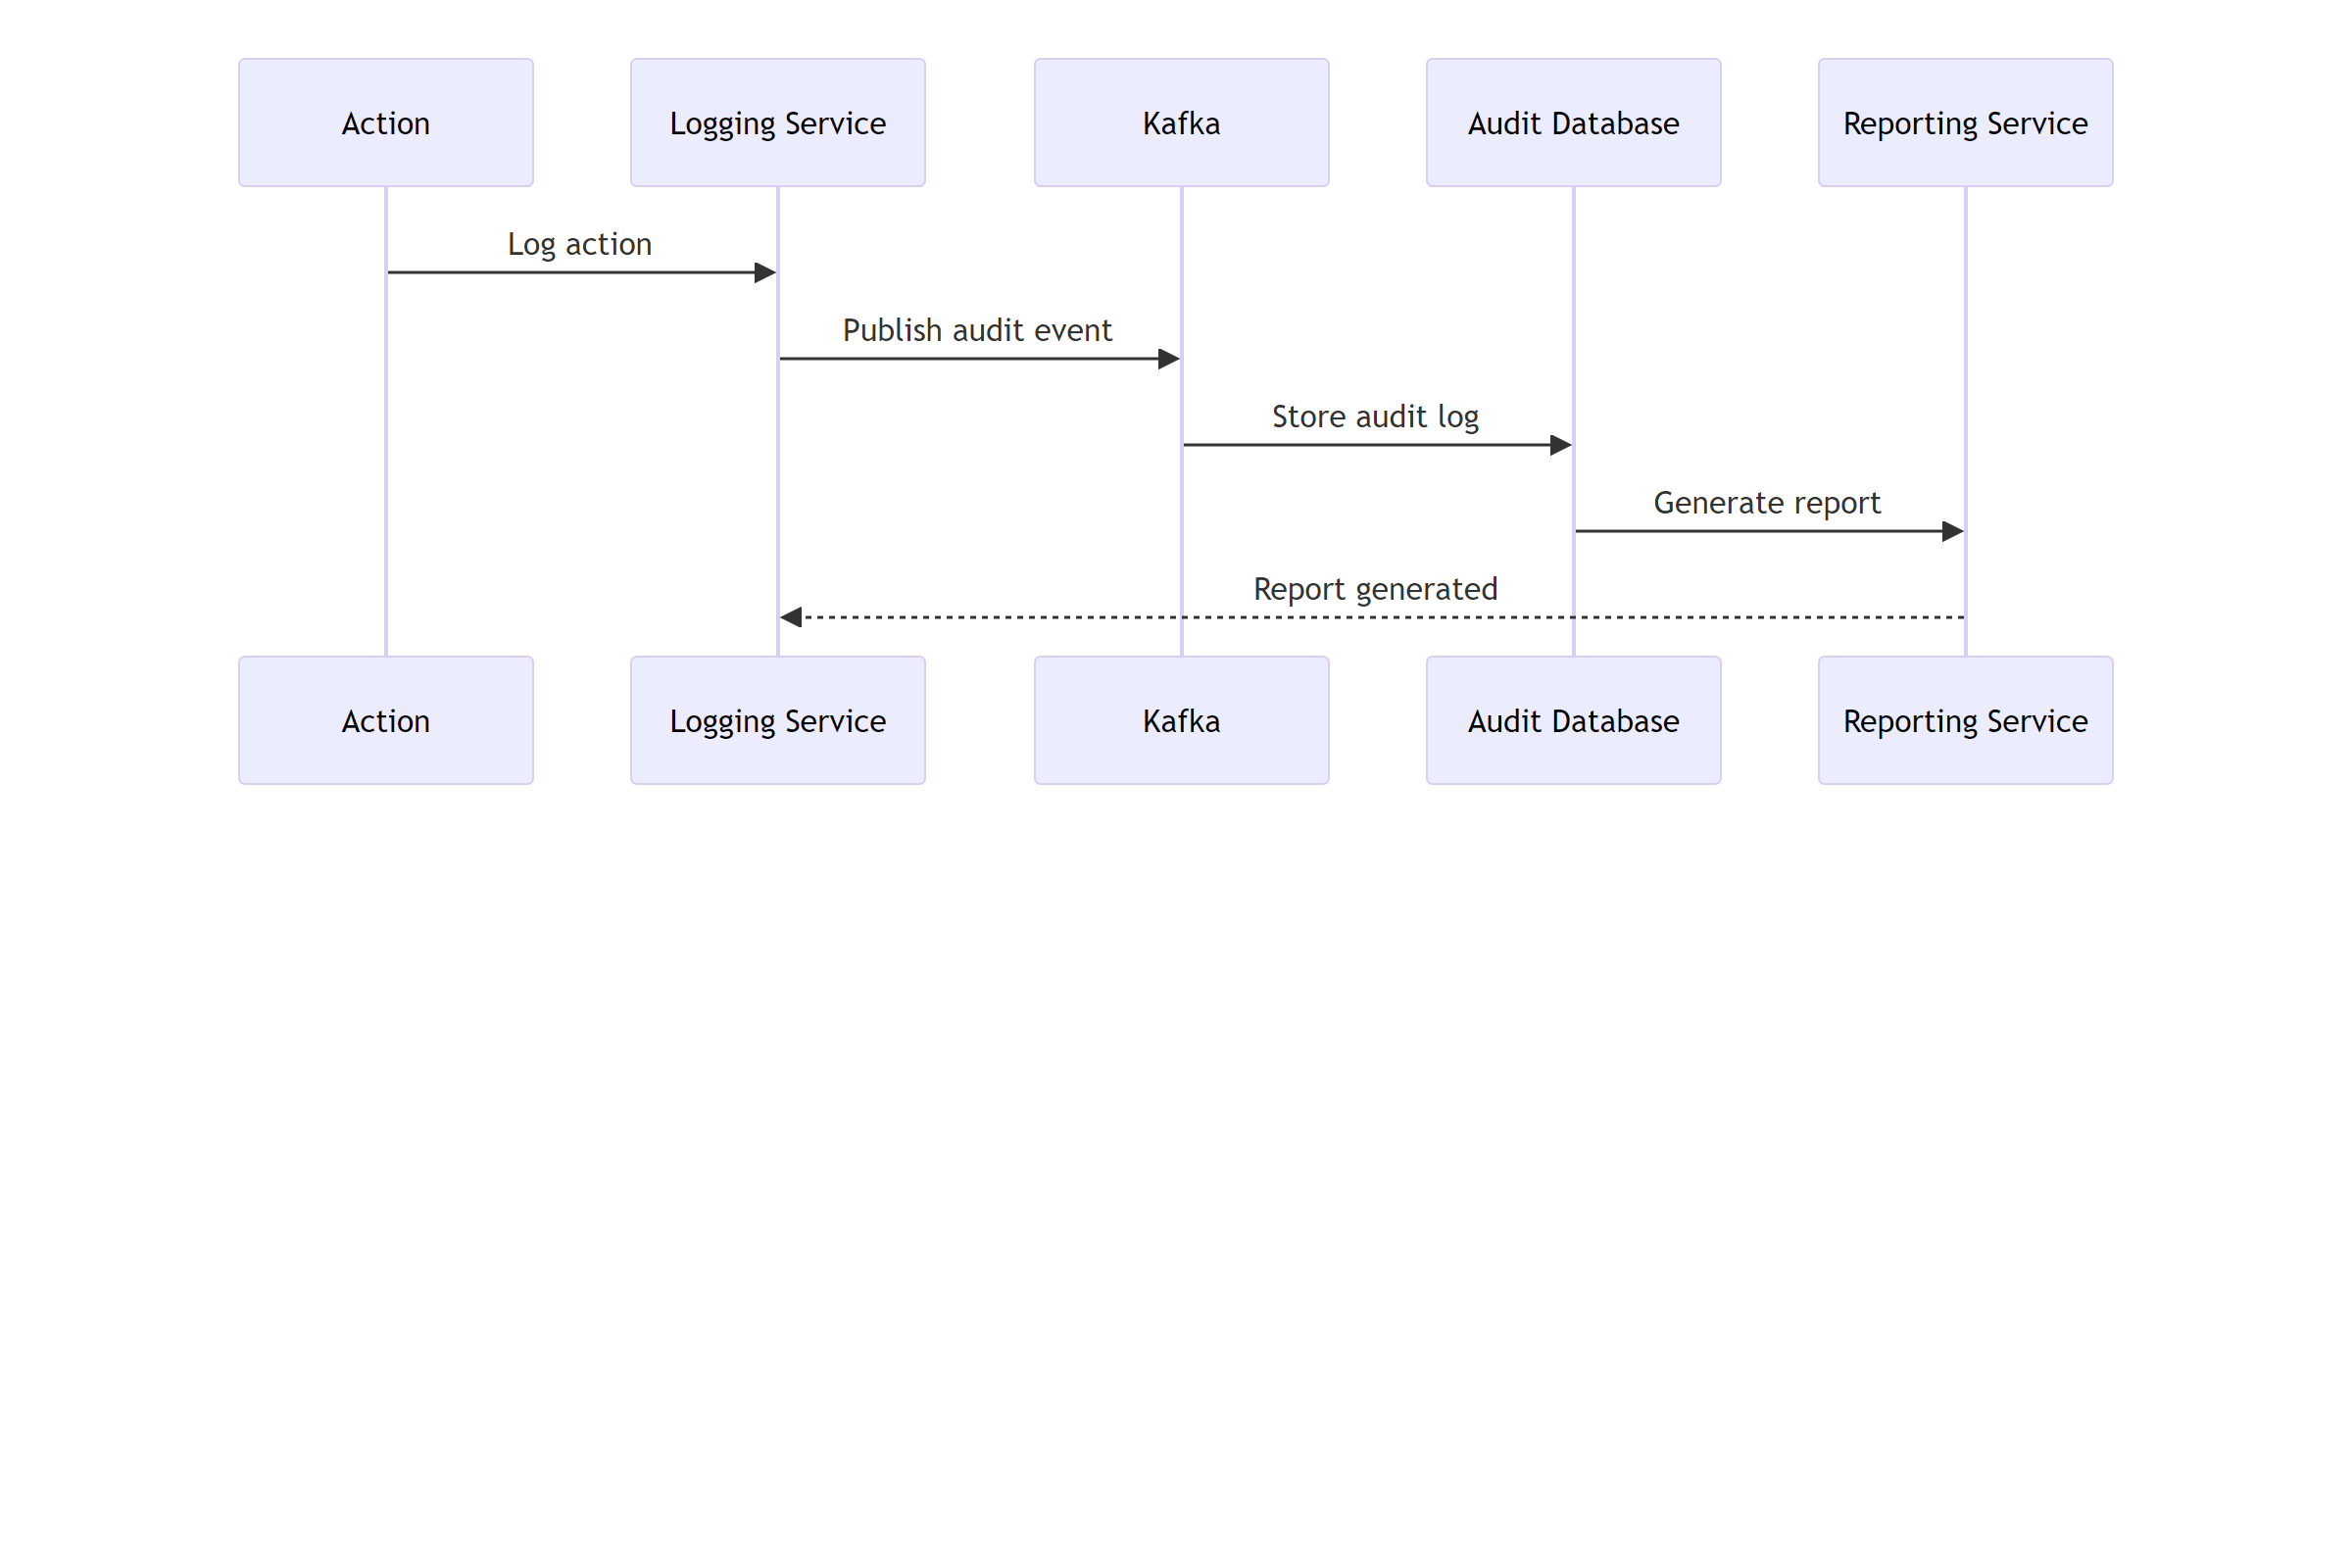 Action
Logging Service
Kafka
Audit Database
Reporting Service
Log action
Publish audit event
Store audit log
Generate report
Report generated
Action
Logging Service
Kafka
Audit Database
Reporting Service